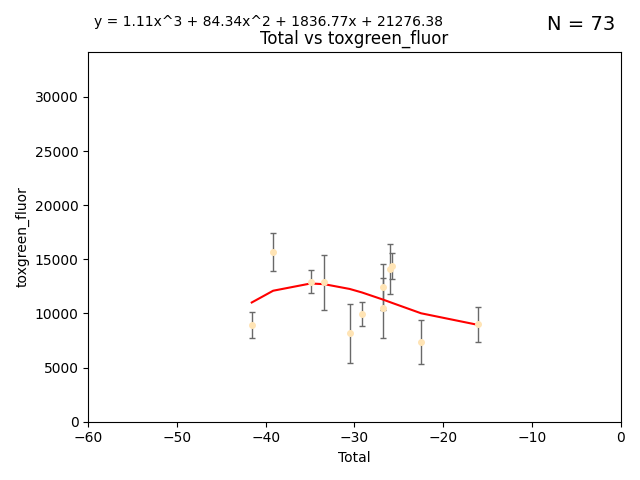 y = 1.11x^3 + 84.34x^2 + 1836.77x + 21276.38
N = 73
Total vs toxgreen_fluor
30000
25000
20000
15000
10000
5000
0
toxgreen_fluor
−60 −50 −40 −30 −20 −10 0
Total